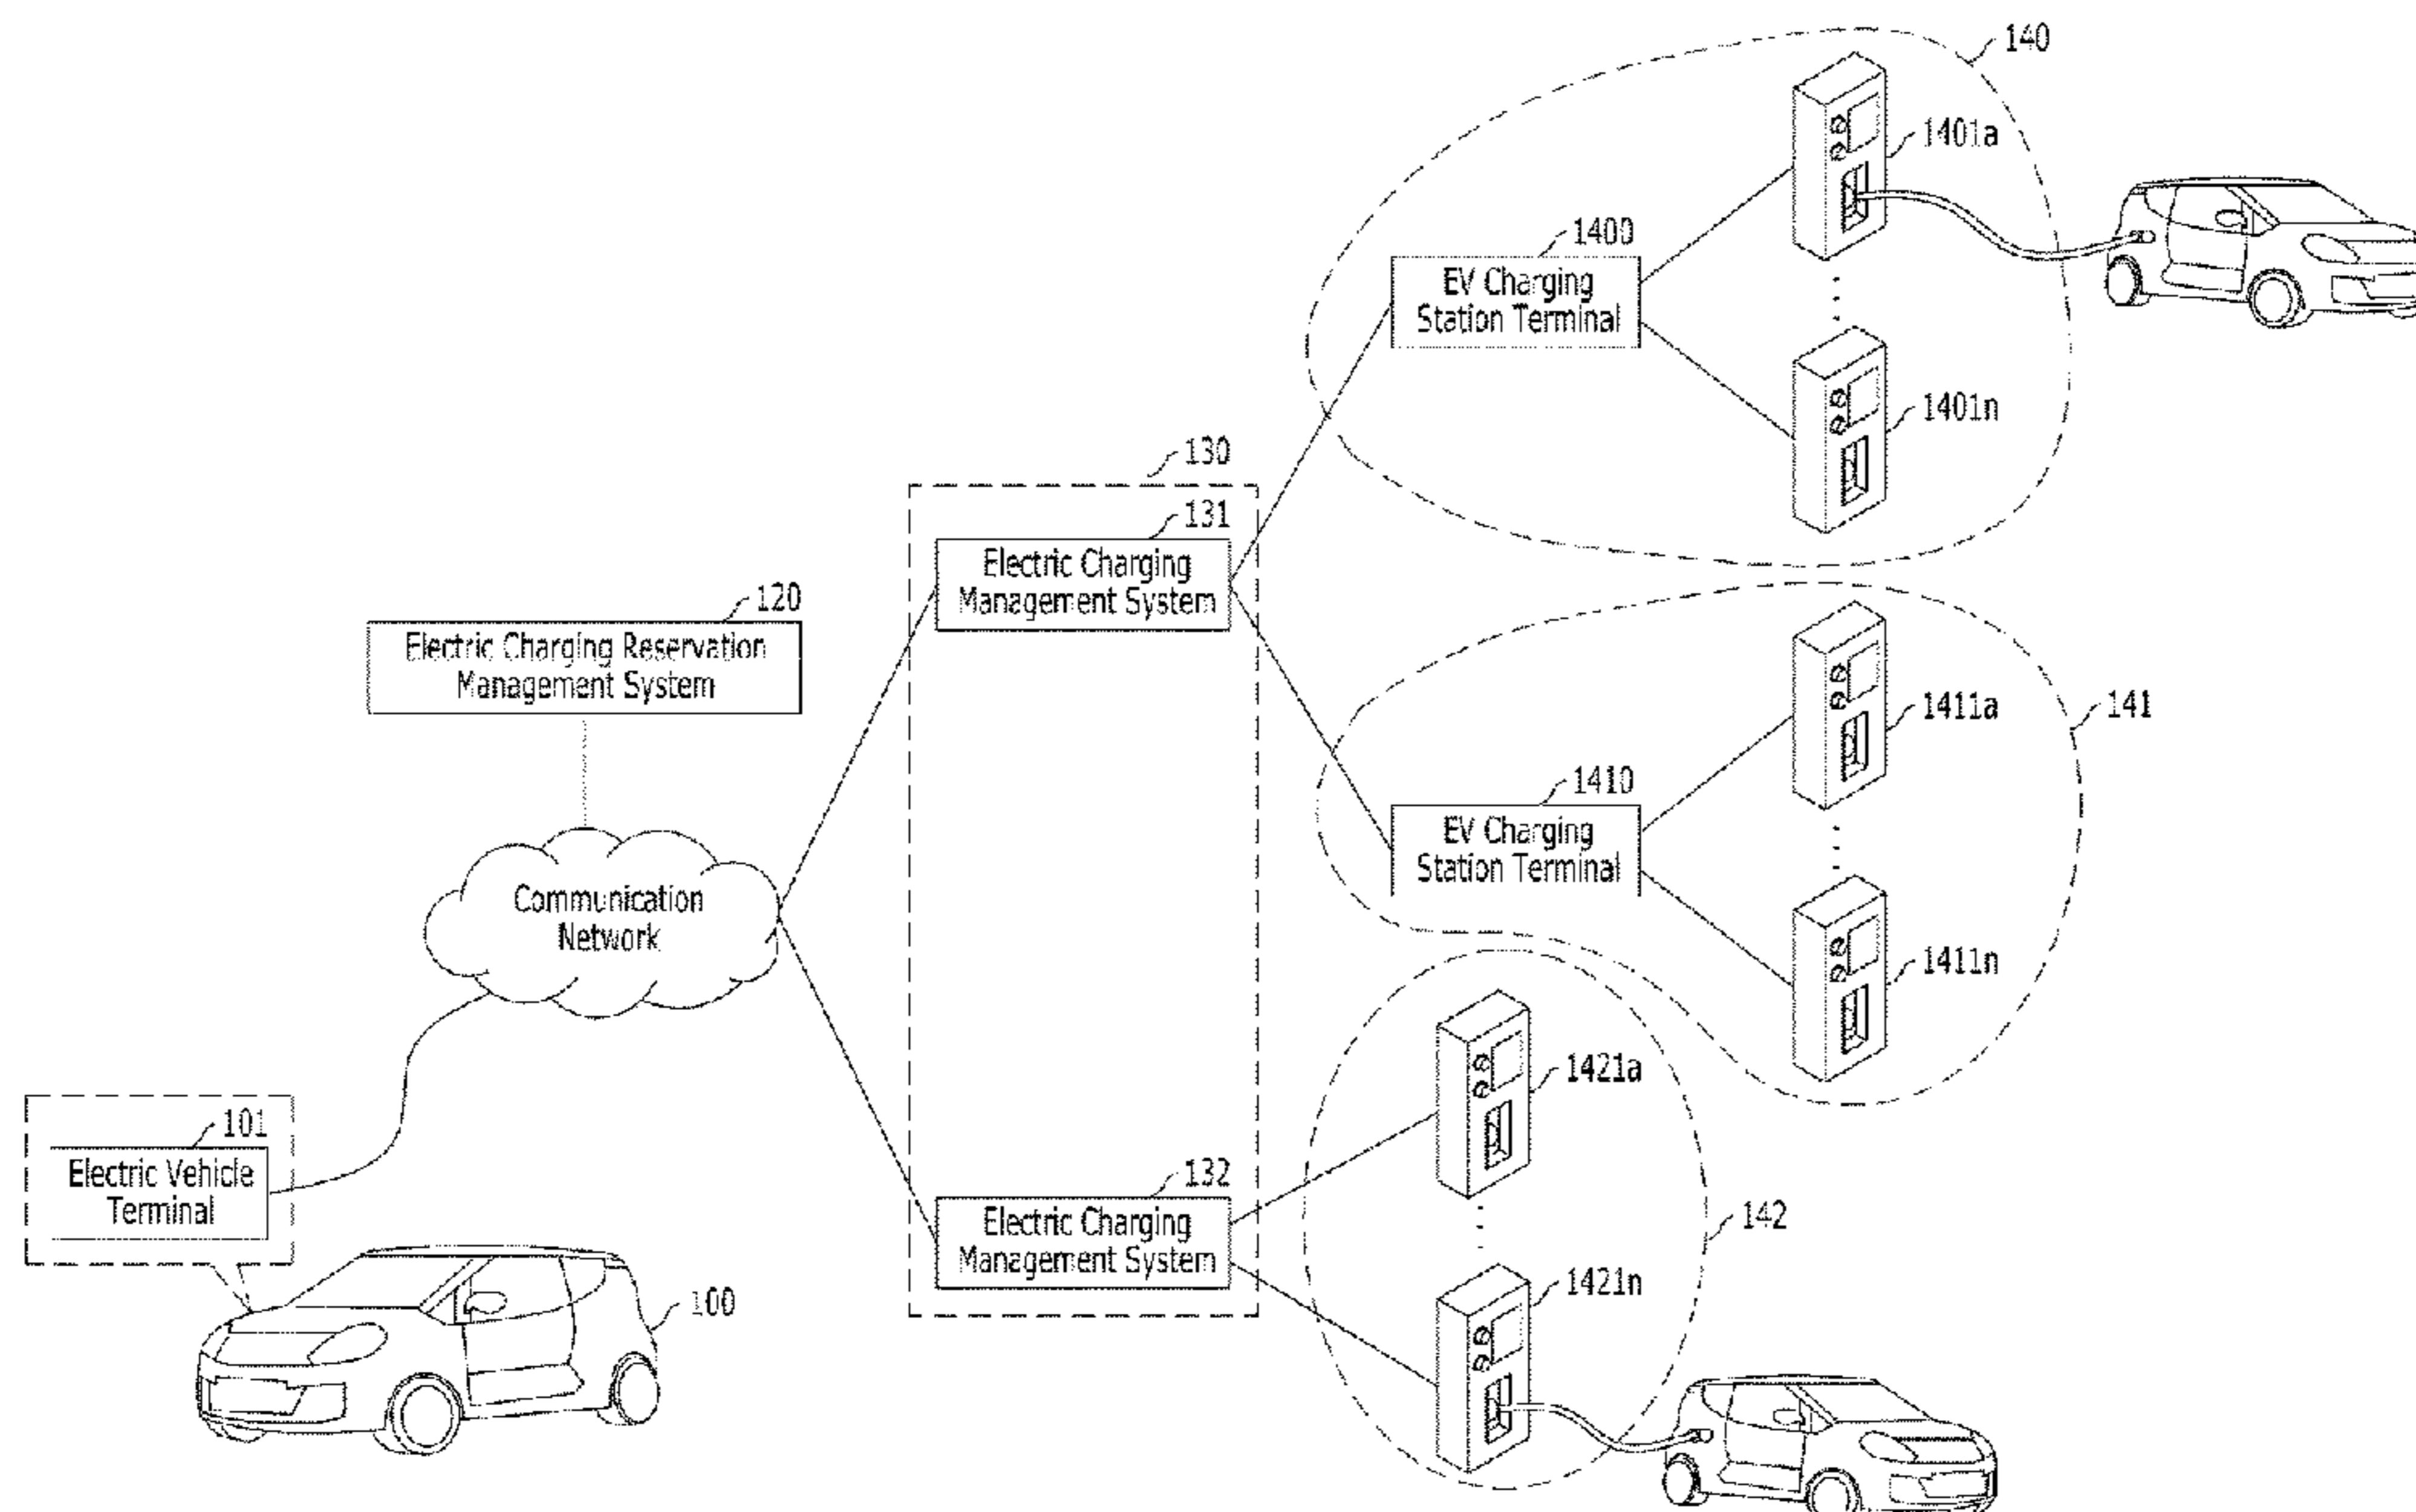 140
1401a
1400
EV Charging
Station Terminal
1401n
130
131
Electric Charging
Management System
120
Electric Charging Reservation
Management System
1411a
141
1410
EV Charging
Station Terminal
Communication
Network
1411n
1421a
101
Electric Vehicle
Terminal
132
Electric Charging
Management System
142
1421n
100